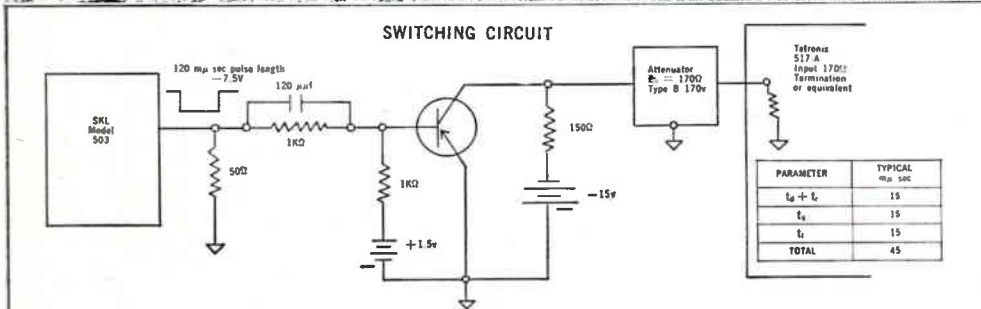 SWITCHING CIRCUIT
120 mμ sec pulse length
−7.5V
120 μμf
SKL
Model
503
1KΩ
50Ω
1KΩ
+1.5v
150Ω
−15v
Attenuator
= 170Ω
Type B 170v
Tetronix
517 A
Input 170Ω
Termination
or equivalent
PARAMETER TYPICAL
mμ sec
td + tr 15
ts 15
tf 15
TOTAL 45